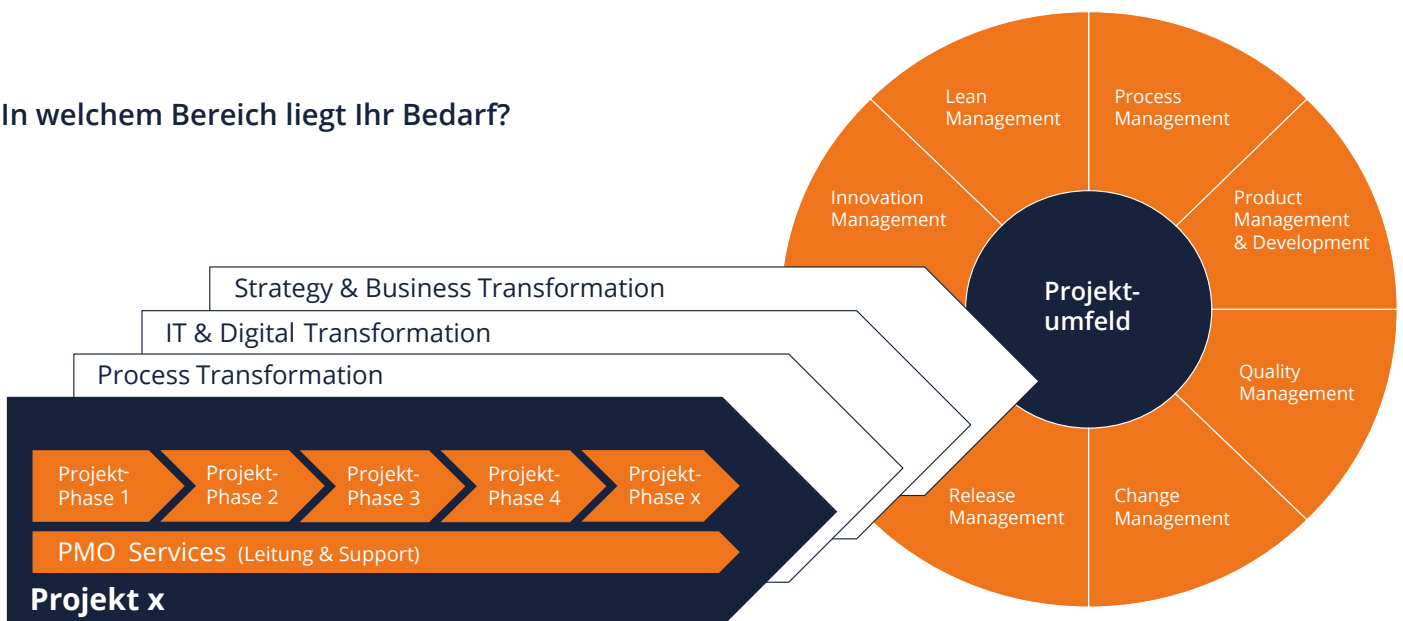 In welchem Bereich liegt Ihr Bedarf?
Lean
Management
Process
Management
Innovation
Management
Product
Management
& Development
Projekt-
umfeld
Quality
Management
Release
Management
Change
Management
Strategy & Business Transformation
IT & Digital Transformation
Process Transformation
Projekt-
Phase 1
Projekt-
Phase 2
Projekt-
Phase 3
Projekt-
Phase 4
Projekt-
Phase x
PMO Services (Leitung & Support)
Projekt x